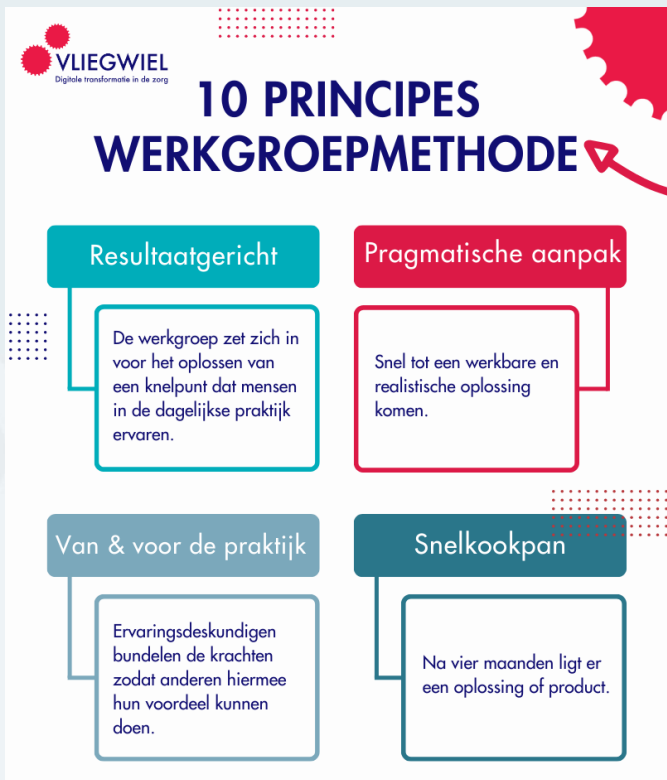 VLIEGWIEL
Digitale transformatie in de zorg
10 PRINCIPES
WERKGROEPMETHODE
Resultaatgericht
De werkgroep zet zich in
voor het oplossen van
een knelpunt dat mensen
in de dagelijkse praktijk
ervaren.
Pragmatische aanpak
Snel tot een werkbare en
realistische oplossing
komen.
Van & voor de praktijk
Ervaringsdeskundigen
bundelen de krachten
zodat anderen hiermee
hun voordeel kunnen
doen.
Snelkookpan
Na vier maanden ligt er
een oplossing of product.